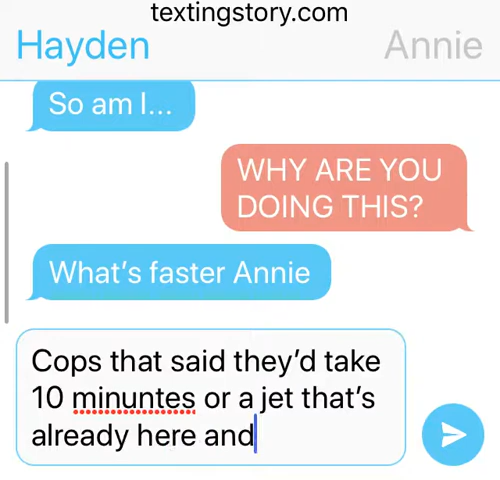 textingstory.com
Hayden
Annie
So am I...
WHY ARE YOU
DOING THIS?
What's faster Annie
Cops that said they'd take
10 minuntes or a jet that's
already here and